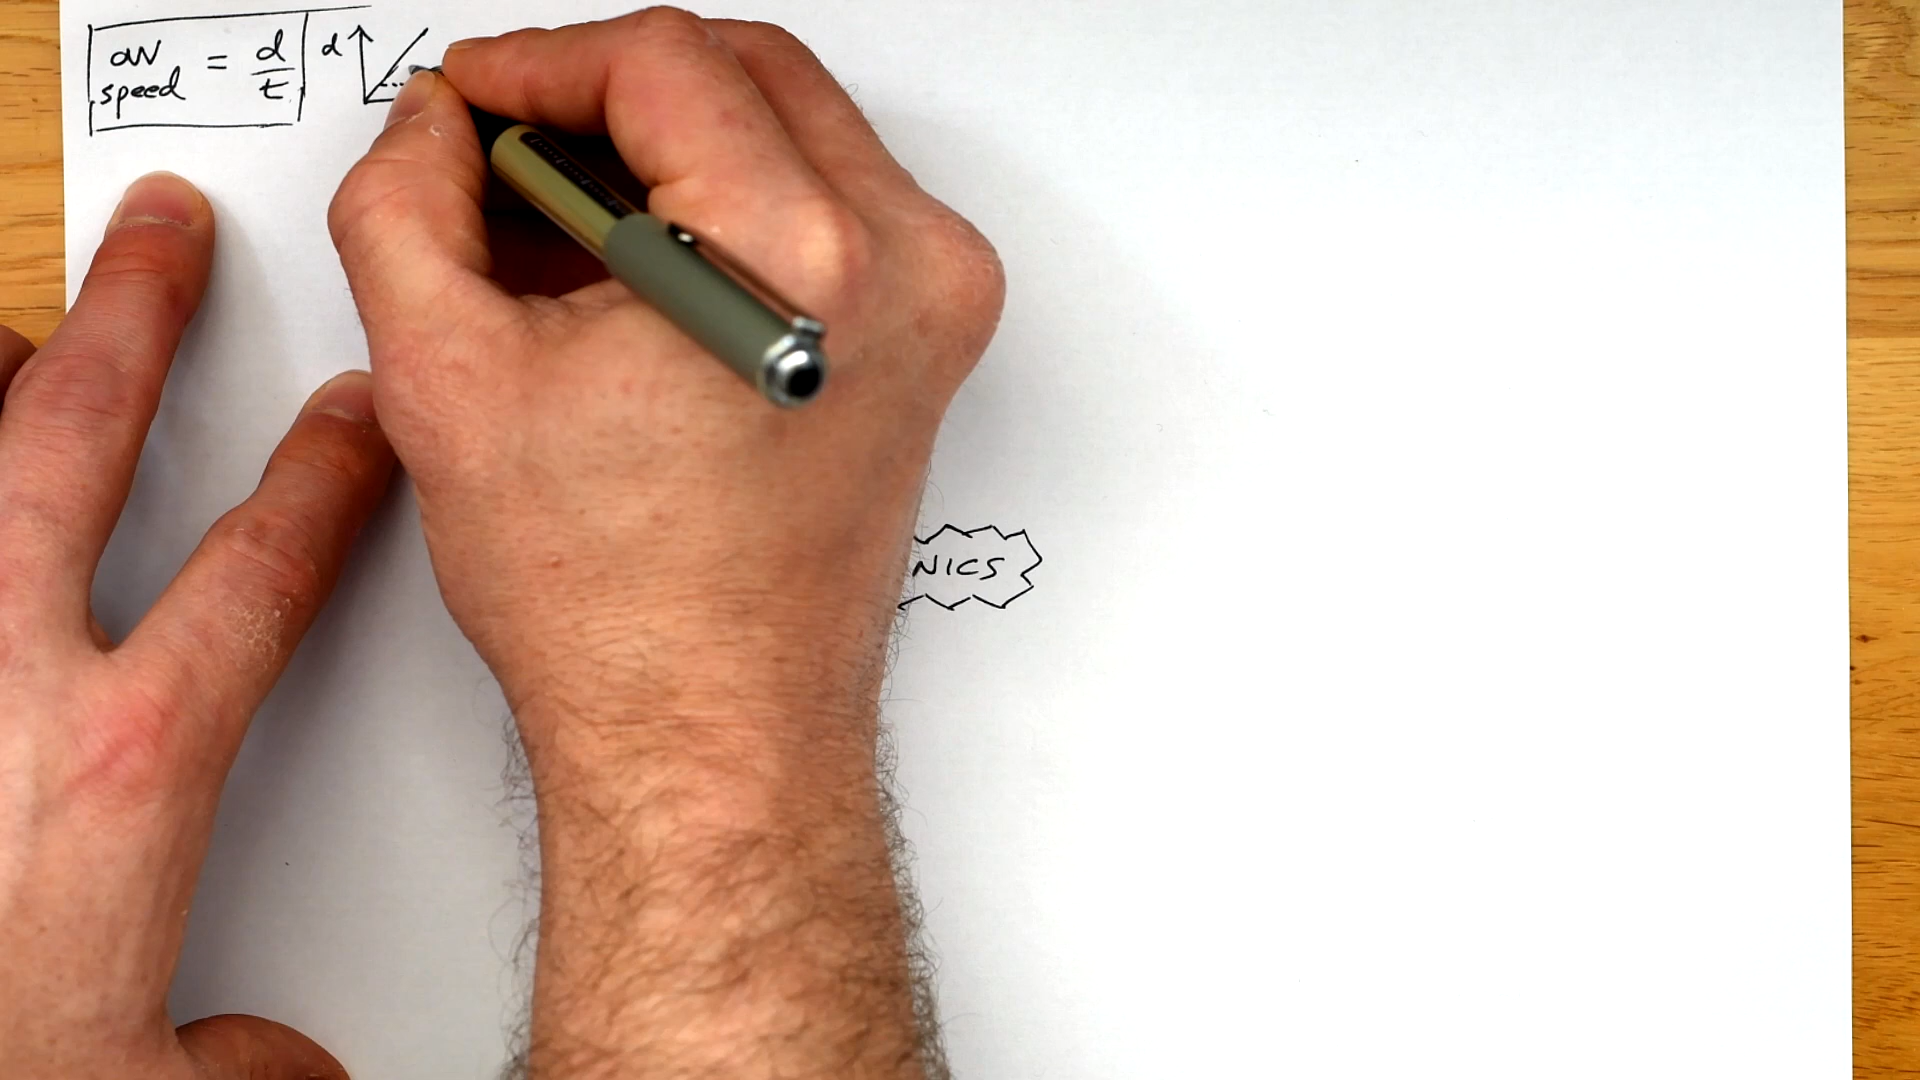 av speed = d/t
d
NICS